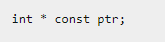 int * const ptr;